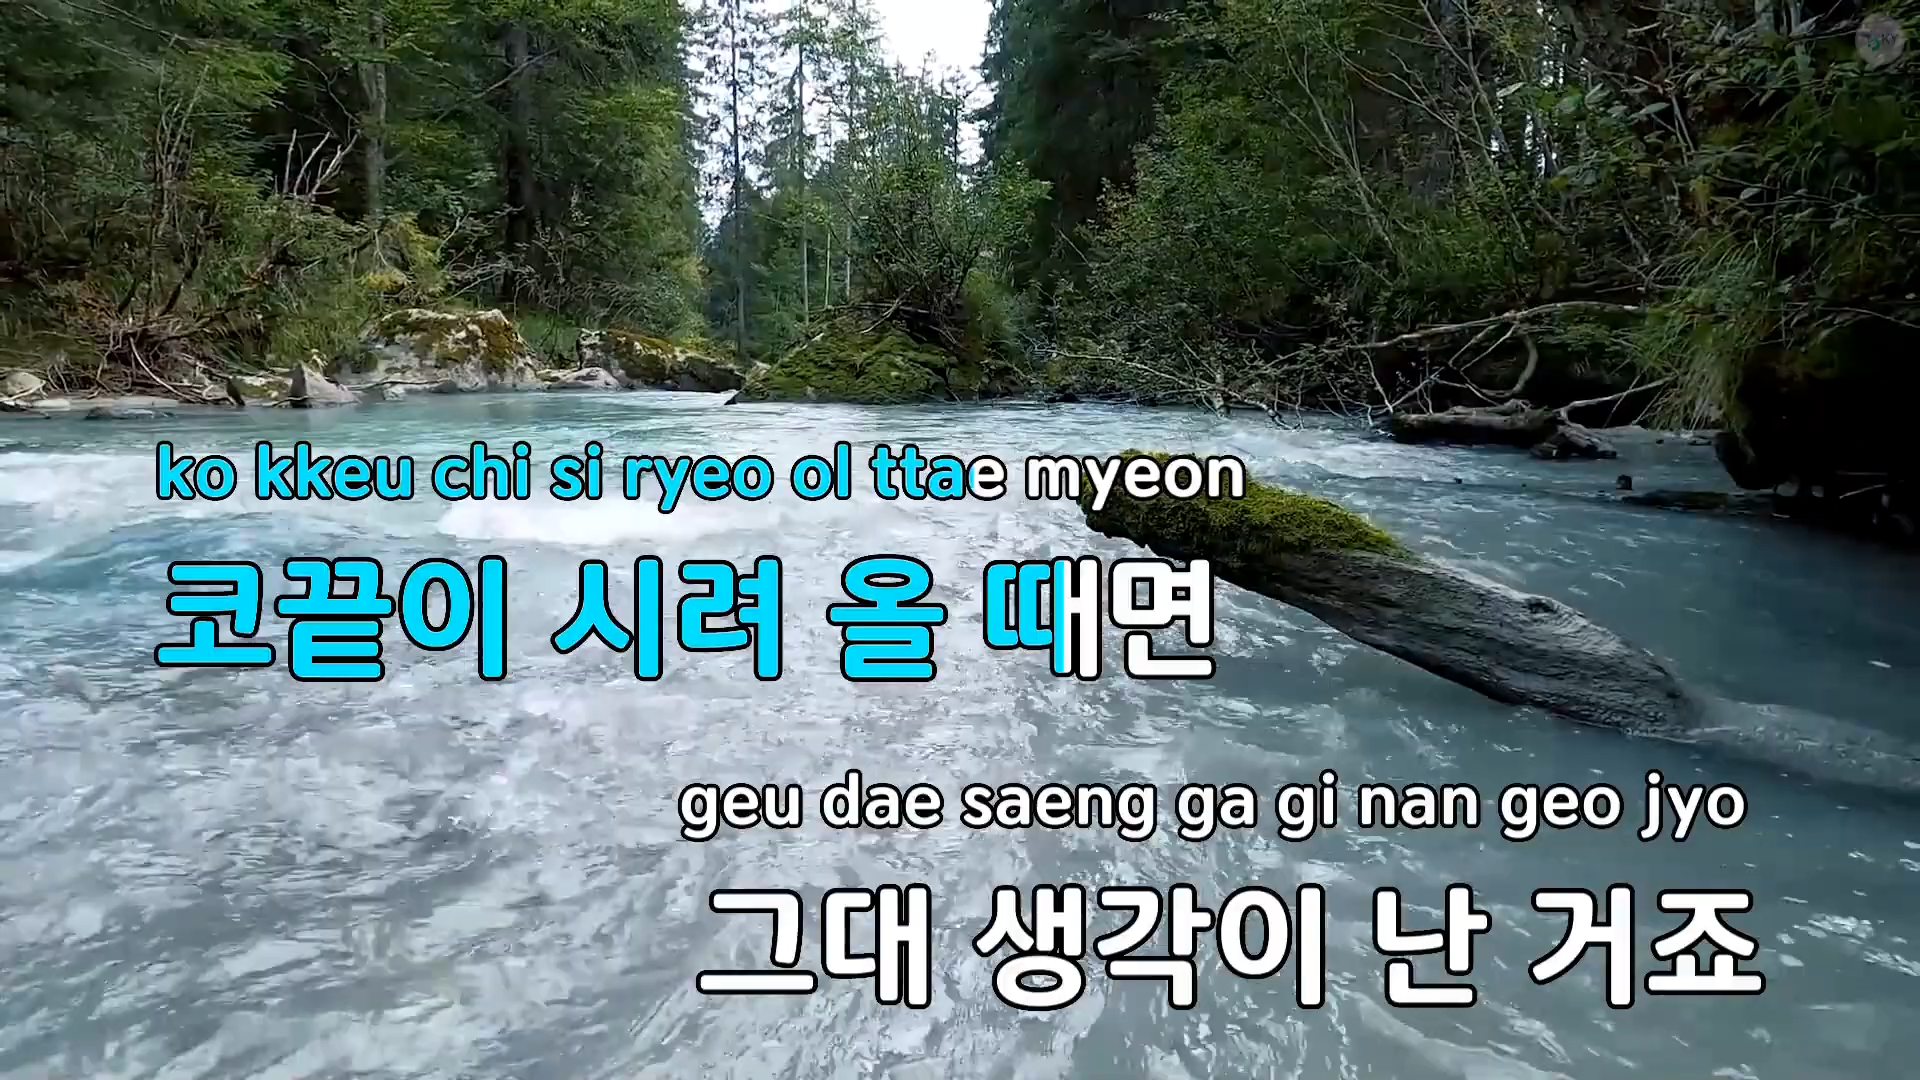 ko kkeu chi si ryeo ol ttae myeon
코끝이 시려 올 때면
geu dae saeng ga gi nan geo jyo
그대 생각이 난 거죠